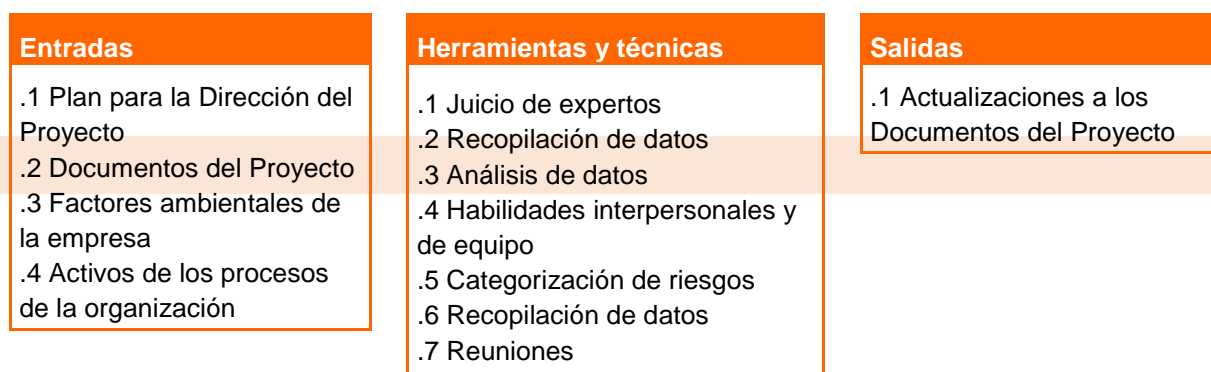 Entradas
.1 Plan para la Dirección del
Proyecto
.2 Documentos del Proyecto
.3 Factores ambientales de
la empresa
.4 Activos de los procesos
de la organización
Herramientas y técnicas
.1 Juicio de expertos
.2 Recopilación de datos
.3 Análisis de datos
.4 Habilidades interpersonales y
de equipo
.5 Categorización de riesgos
.6 Recopilación de datos
.7 Reuniones
Salidas
.1 Actualizaciones a los
Documentos del Proyecto